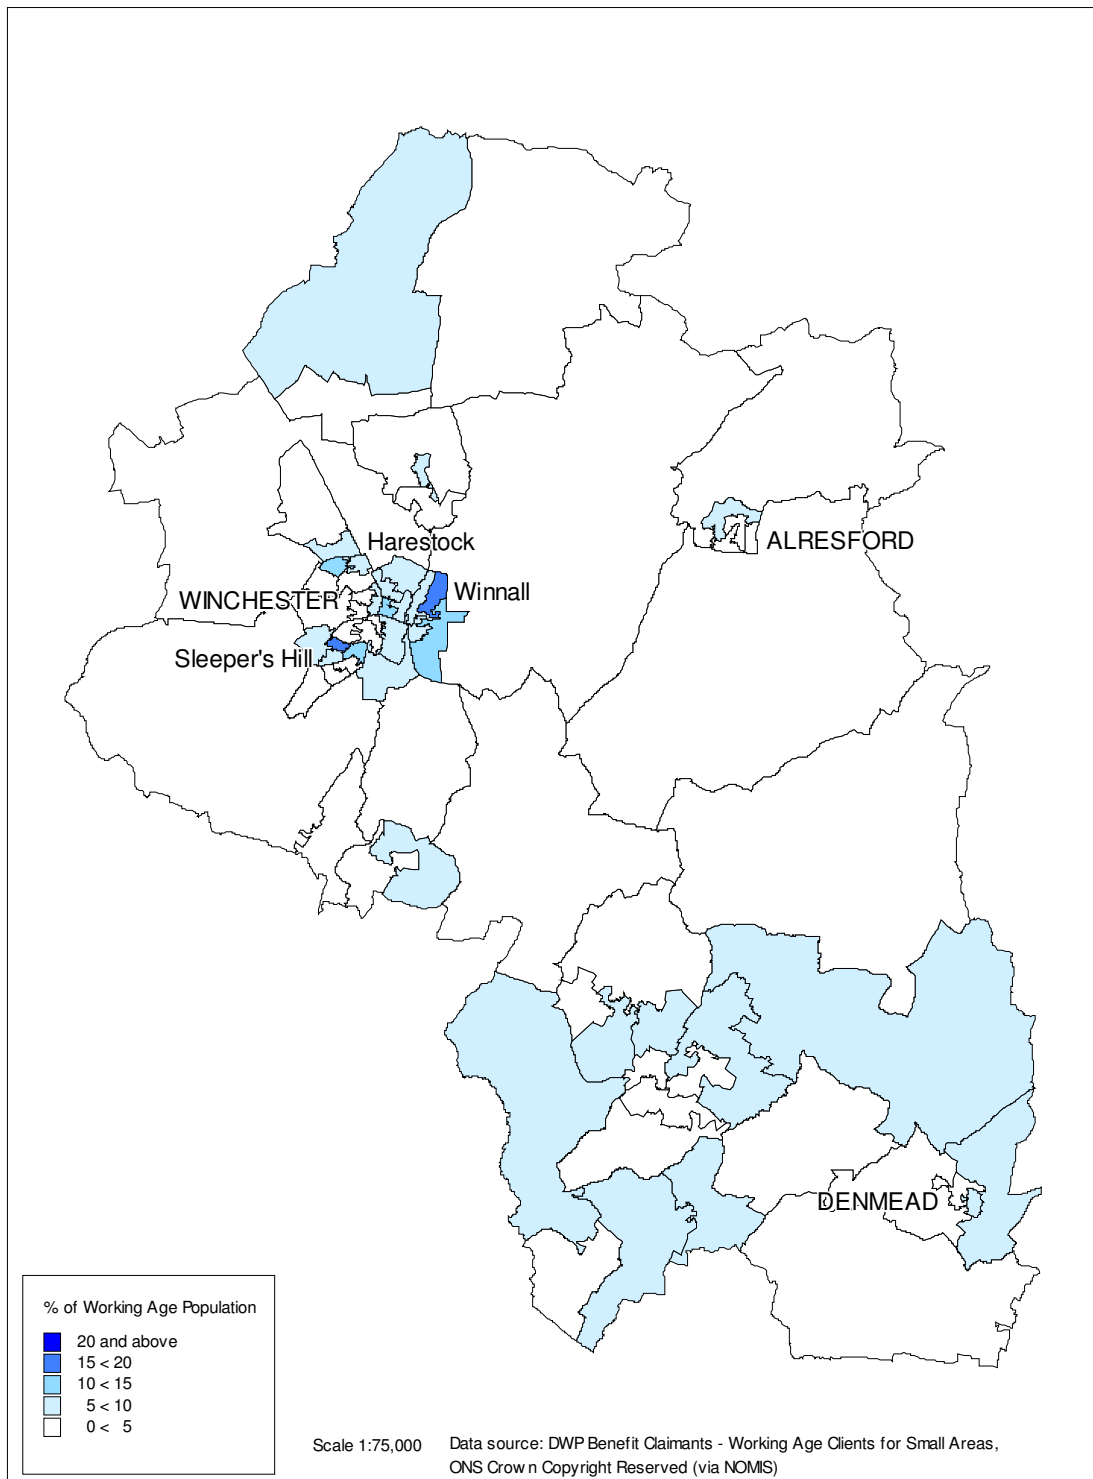 Harestock
ALRESFORD
Winnall
WINCHESTER
Sleeper's Hill
DENMEAD
% of Working Age Population
20 and above
15 < 20
10 < 15
5 < 10
0 < 5
Scale 1:75,000
Data source: DWP Benefit Claimants - Working Age Clients for Small Areas,
ONS Crown Copyright Reserved (via NOMIS)